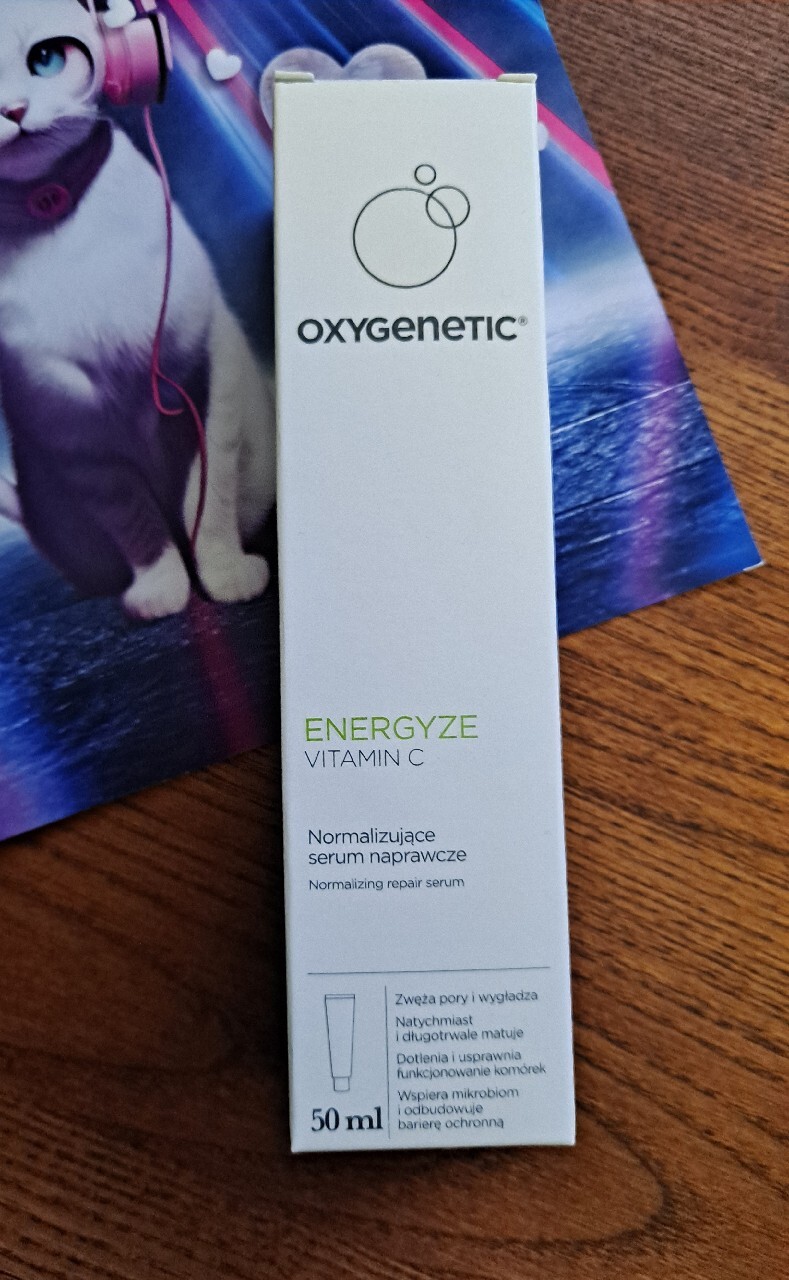 OXYGENETIC®
ENERGYZE
VITAMIN C
Normalizujące
serum naprawcze
Normalizing repair serum
Zwęża pory i wygładza
Natychmiast
i długotrwale matuje
Dotlenia i usprawnia
funkcjonowanie komórek
Wspiera mikrobiom
i odbudowuje
barierę ochronną
50 ml